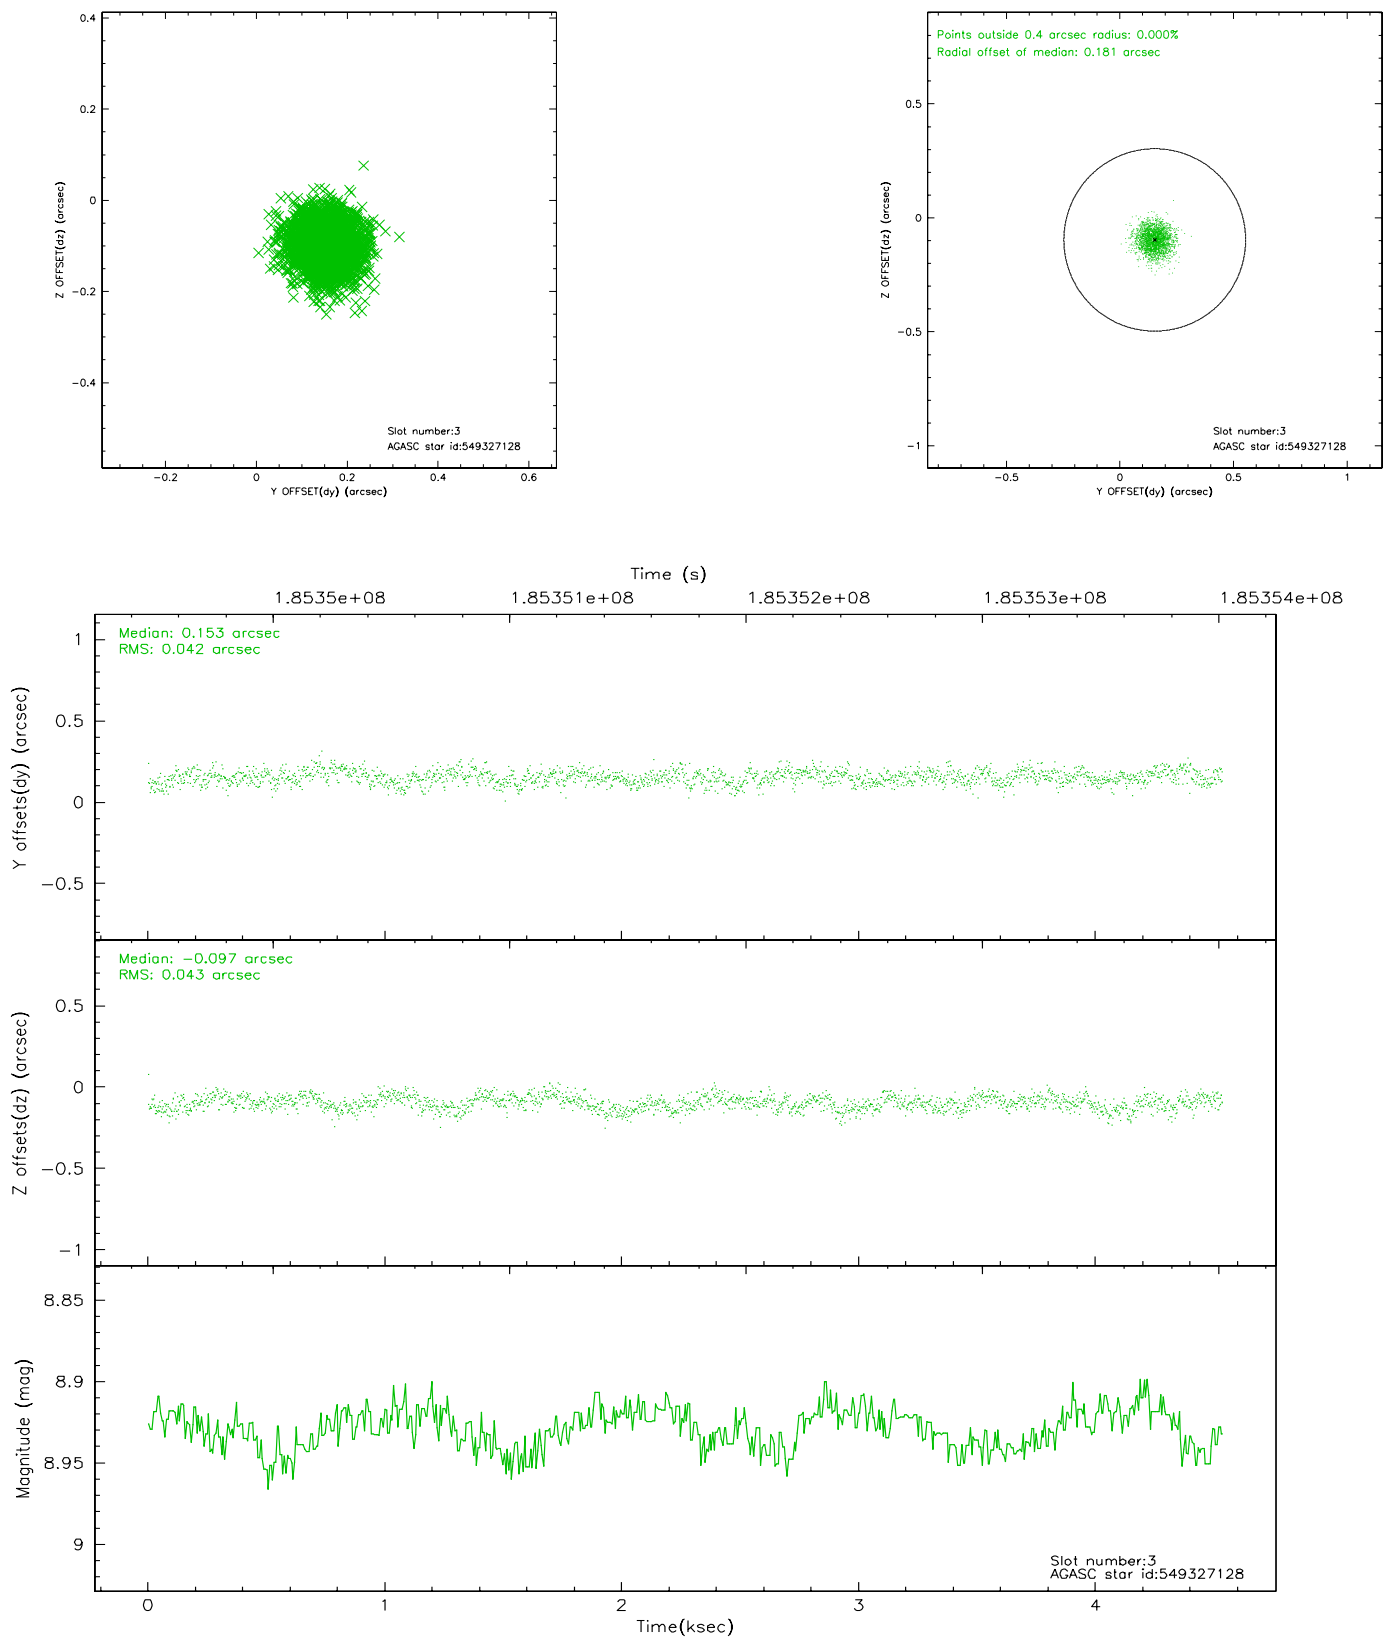 0.4
0.2
0
−0.2
−0.4
Z OFFSET(dz) (arcsec)
Slot number:3
AGASC star id:549327128
−0.2 0 0.2 0.4 0.6
Y OFFSET(dy) (arcsec)
Points outside 0.4 arcsec radius: 0.000%
Radial offset of median: 0.181 arcsec
0.5
0
−0.5
−1
Z OFFSET(dz) (arcsec)
Slot number:3
AGASC star id:549327128
−0.5 0 0.5 1
Y OFFSET(dy) (arcsec)
Time (s)
1.8535e+08 1.85351e+08 1.85352e+08 1.85353e+08 1.85354e+08
Median: 0.153 arcsec
RMS: 0.042 arcsec
1
0.5
0
−0.5
Y offsets(dy) (arcsec)
Median: −0.097 arcsec
RMS: 0.043 arcsec
0.5
0
−0.5
−1
Z offsets(dz) (arcsec)
8.85
8.9
8.95
9
Magnitude (mag)
Slot number:3
AGASC star id:549327128
0 1 2 3 4
Time(ksec)